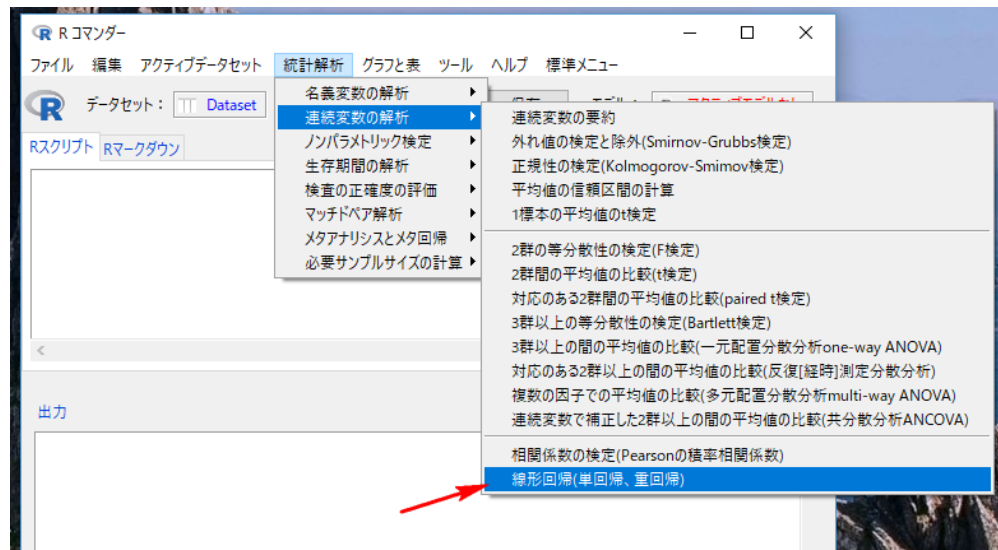 R コマンダー
ファイル 編集 アクティブデータセット 統計解析 グラフと表 ツール ヘルプ 標準メニュー
データセット： Dataset
Rスクリプト Rマークダウン
名義変数の解析
連続変数の解析
ノンパラメトリック検定
生存期間の解析
検査の正確度の評価
マッチドペア解析
メタアナリシスとメタ回帰
必要サンプルサイズの計算
連続変数の要約
外れ値の検定と除外(Smirnov-Grubbs検定)
正規性の検定(Kolmogorov-Smirnov検定)
平均値の信頼区間の計算
1標本の平均値のt検定
2群の等分散性の検定(F検定)
2群間の平均値の比較(t検定)
対応のある2群間の平均値の比較(paired t検定)
3群以上の等分散性の検定(Bartlett検定)
3群以上の間の平均値の比較(一元配置分散分析one-way ANOVA)
対応のある2群以上の間の平均値の比較(反復[経時]測定分散分析)
複数の因子での平均値の比較(多元配置分散分析multi-way ANOVA)
連続変数で補正した2群以上の間の平均値の比較(共分散分析ANCOVA)
相関係数の検定(Pearsonの積率相関係数)
線形回帰(単回帰、重回帰)
出力